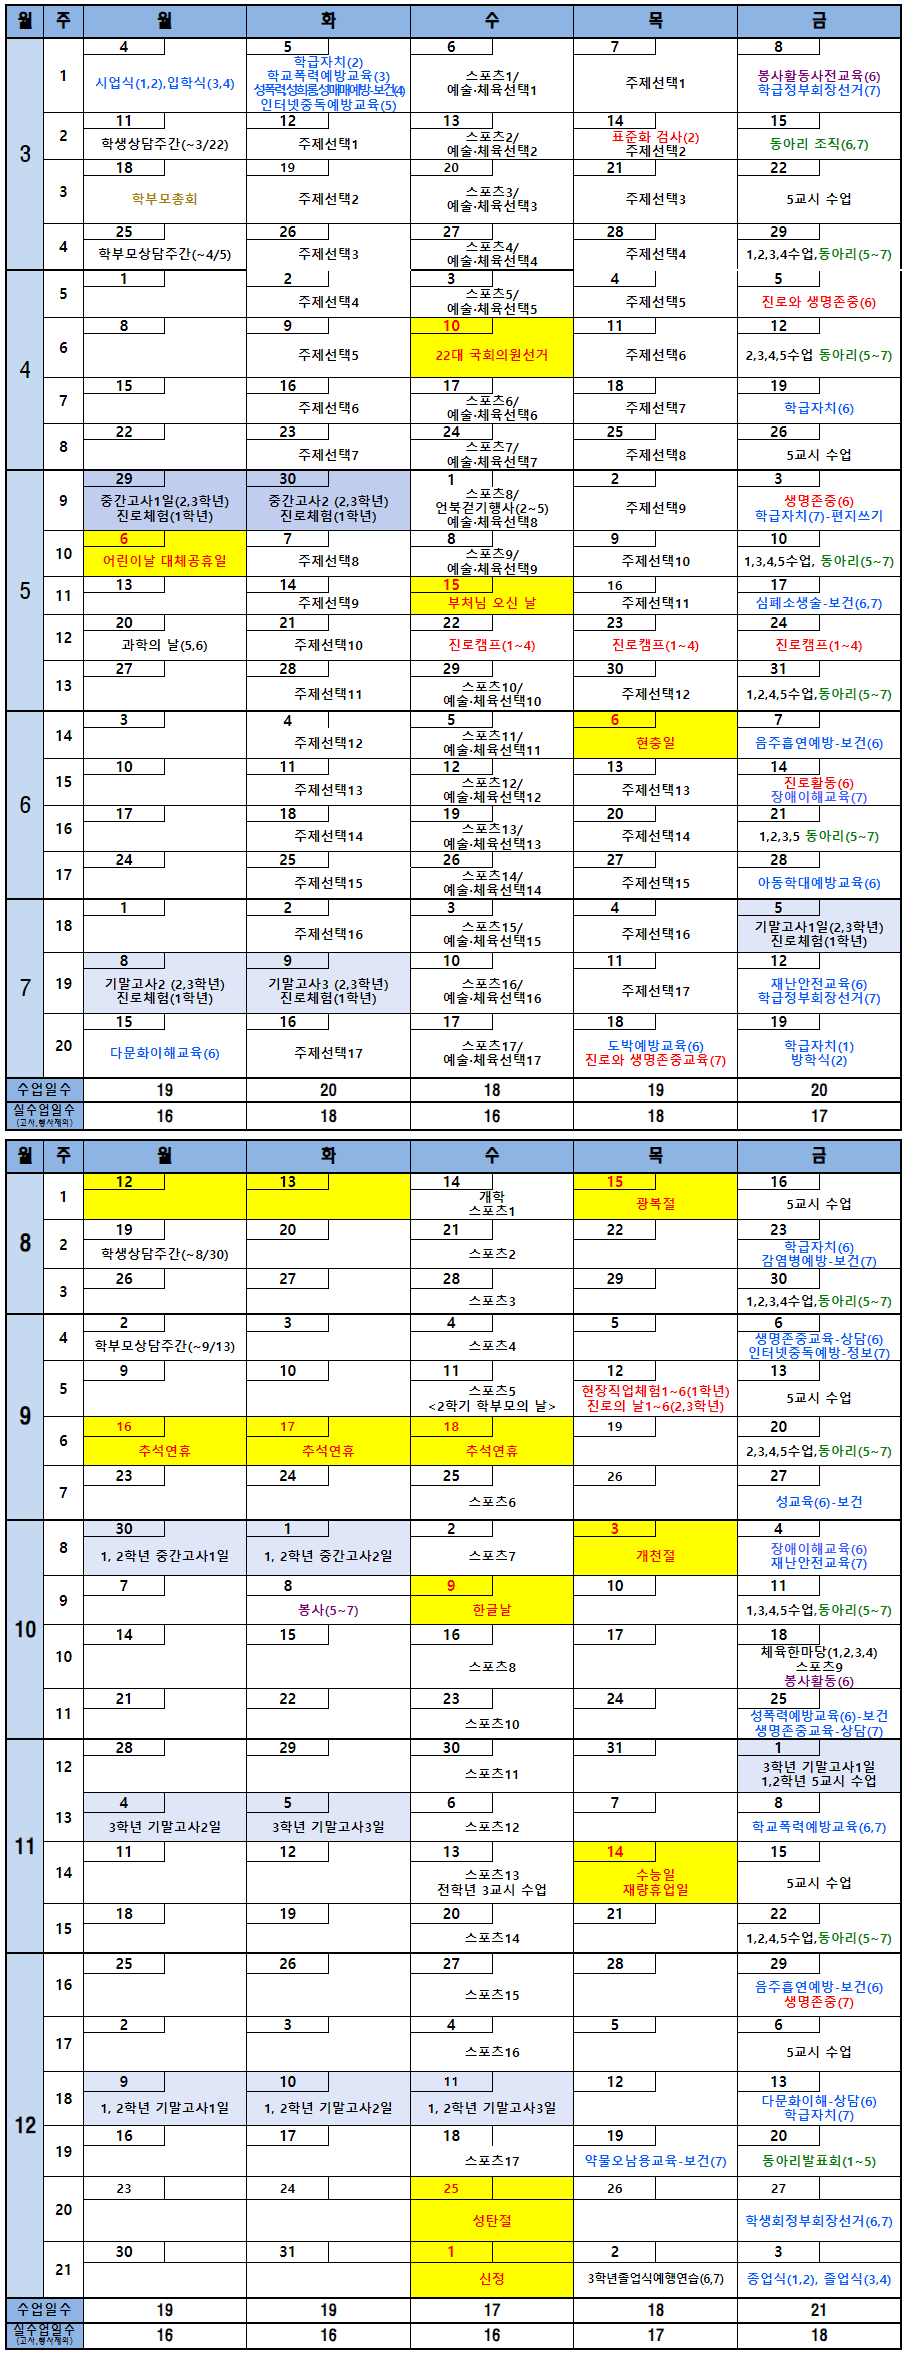 월 주 월 화 수 목 금
3
1
4 5 6 7 8
시업식(1,2),입학식(3,4)
학급자치(2)
학교폭력예방교육(3)
성폭력,성희롱,성매매예방-보건(4)
인터넷중독예방교육(5)
스포츠1/
예술·체육선택1
주제선택1
봉사활동사전교육(6)
학급정부회장선거(7)
2
11 12 13 14 15
학생상담주간(~3/22)
주제선택1
스포츠2/
예술·체육선택2
표준화 검사(2)
주제선택2
동아리 조직(6,7)
3
18 19 20 21 22
학부모총회
주제선택2
스포츠3/
예술·체육선택3
주제선택3
5교시 수업
4
25 26 27 28 29
학부모상담주간(~4/5)
주제선택3
스포츠4/
예술·체육선택4
주제선택4
1,2,3,4수업,동아리(5~7)
4
5
1 2 3 4 5
주제선택4
스포츠5/
예술·체육선택5
주제선택5
진로와 생명존중(6)
6
8 9 10 11 12
주제선택5
22대 국회의원선거
주제선택6
2,3,4,5수업 동아리(5~7)
7
15 16 17 18 19
주제선택6
스포츠6/
예술·체육선택6
주제선택7
학급자치(6)
8
22 23 24 25 26
주제선택7
스포츠7/
예술·체육선택7
주제선택8
5교시 수업
5
9
29 30 1 2 3
중간고사1일(2,3학년)
진로체험(1학년)
중간고사2 (2,3학년)
진로체험(1학년)
스포츠8/
언북걷기행사(2~5)
예술·체육선택8
주제선택9
생명존중(6)
학급자치(7)-편지쓰기
10
6 7 8 9 10
어린이날 대체공휴일
주제선택8
스포츠9/
예술·체육선택9
주제선택10
1,3,4,5수업, 동아리(5~7)
11
13 14 15 16 17
주제선택9
부처님 오신 날
주제선택11
심폐소생술-보건(6,7)
12
20 21 22 23 24
과학의 날(5,6)
주제선택10
진로캠프(1~4)
진로캠프(1~4)
진로캠프(1~4)
13
27 28 29 30 31
주제선택11
스포츠10/
예술·체육선택10
주제선택12
1,2,4,5수업,동아리(5~7)
6
14
3 4 5 6 7
주제선택12
스포츠11/
예술·체육선택11
현충일
음주흡연예방-보건(6)
15
10 11 12 13 14
주제선택13
스포츠12/
예술·체육선택12
주제선택13
진로활동(6)
장애이해교육(7)
16
17 18 19 20 21
주제선택14
스포츠13/
예술·체육선택13
주제선택14
1,2,3,5 동아리(5~7)
17
24 25 26 27 28
주제선택15
스포츠14/
예술·체육선택14
주제선택15
아동학대예방교육(6)
7
18
1 2 3 4 5
주제선택16
스포츠15/
예술·체육선택15
주제선택16
기말고사1일(2,3학년)
진로체험(1학년)
19
8 9 10 11 12
기말고사2 (2,3학년)
진로체험(1학년)
기말고사3 (2,3학년)
진로체험(1학년)
스포츠16/
예술·체육선택16
주제선택17
재난안전교육(6)
학급정부회장선거(7)
20
15 16 17 18 19
다문화이해교육(6)
주제선택17
스포츠17/
예술·체육선택17
도박예방교육(6)
진로와 생명존중교육(7)
학급자치(1)
방학식(2)
수업일수 19 20 18 19 20
실수업일수
(고사,행사제외)
16 18 16 18 17
월 주 월 화 수 목 금
8
1
12 13 14 15 16
개학
스포츠1
광복절
5교시 수업
2
19 20 21 22 23
학생상담주간(~8/30)
스포츠2
학급자치(6)
감염병예방-보건(7)
3
26 27 28 29 30
스포츠3
1,2,3,4수업,동아리(5~7)
9
4
2 3 4 5 6
학부모상담주간(~9/13)
스포츠4
생명존중교육-상담(6)
인터넷중독예방-정보(7)
5
9 10 11 12 13
스포츠5
<2학기 학부모의 날>
현장직업체험1~6(1학년)
진로의 날1~6(2,3학년)
5교시 수업
6
16 17 18 19 20
추석연휴
추석연휴
추석연휴
2,3,4,5수업,동아리(5~7)
7
23 24 25 26 27
스포츠6
성교육(6)-보건
10
8
30 1 2 3 4
1, 2학년 중간고사1일
1, 2학년 중간고사2일
스포츠7
개천절
장애이해교육(6)
재난안전교육(7)
9
7 8 9 10 11
봉사(5~7)
한글날
1,3,4,5수업,동아리(5~7)
10
14 15 16 17 18
스포츠8
체육한마당(1,2,3,4)
스포츠9
봉사활동(6)
11
21 22 23 24 25
스포츠10
성폭력예방교육(6)-보건
생명존중교육-상담(7)
11
12
28 29 30 31 1
스포츠11
3학년 기말고사1일
1,2학년 5교시 수업
13
4 5 6 7 8
3학년 기말고사2일
3학년 기말고사3일
스포츠12
학교폭력예방교육(6,7)
14
11 12 13 14 15
스포츠13
전학년 3교시 수업
수능일
재량휴업일
5교시 수업
15
18 19 20 21 22
스포츠14
1,2,4,5수업,동아리(5~7)
12
16
25 26 27 28 29
스포츠15
음주흡연예방-보건(6)
생명존중(7)
17
2 3 4 5 6
스포츠16
5교시 수업
18
9 10 11 12 13
1, 2학년 기말고사1일
1, 2학년 기말고사2일
1, 2학년 기말고사3일
다문화이해-상담(6)
학급자치(7)
19
16 17 18 19 20
스포츠17
약물오남용교육-보건(7)
동아리발표회(1~5)
20
23 24 25 26 27
성탄절
학생회정부회장선거(6,7)
21
30 31 1 2 3
신정
3학년졸업식예행연습(6,7)
종업식(1,2), 졸업식(3,4)
수업일수 19 19 17 18 21
실수업일수
(고사,행사제외)
16 16 16 17 18